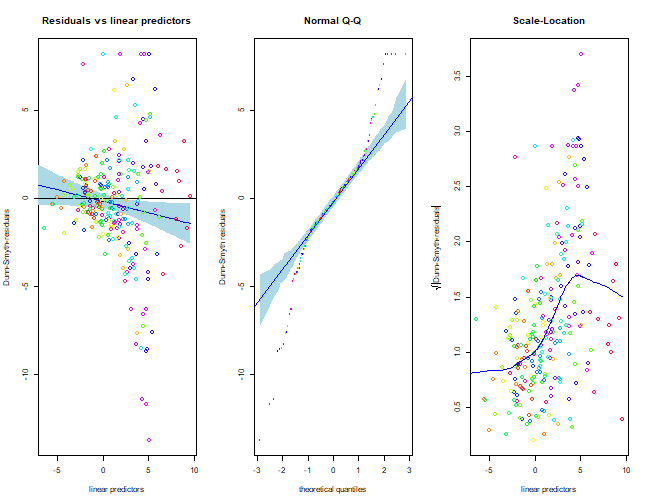 Residuals vs linear predictors
Dunn-Smyth-residuals
5
0
-5
-10
-5 0 5 10
linear predictors
Normal Q-Q
Dunn-Smyth-residuals
5
0
-5
-10
-3 -2 -1 0 1 2 3
theoretical quantiles
Scale-Location
√|Dunn-Smyth-residuals|
3.5
3.0
2.5
2.0
1.5
1.0
0.5
-5 0 5 10
linear predictors